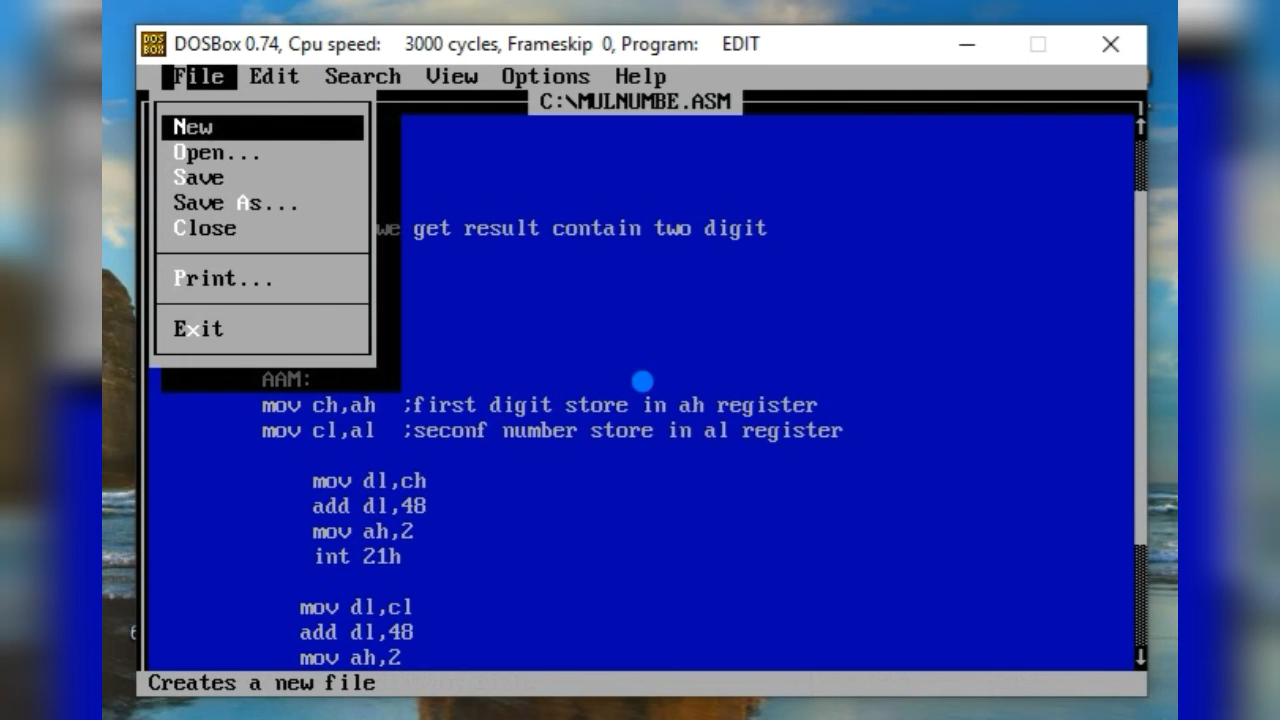 DOS BOX DOSBox 0.74, Cpu speed: 3000 cycles, Frameskip 0, Program: EDIT
File Edit Search View Options Help
C:\MULNUMBE.ASM
New
Open...
Save
Save As...
Close
we get result contain two digit
Print...
Exit
AAM:
mov ch,ah ;first digit store in ah register
mov cl,al ;seconf number store in al register
mov dl,ch
add dl,48
mov ah,2
int 21h
mov dl,cl
add dl,48
mov ah,2
Creates a new file